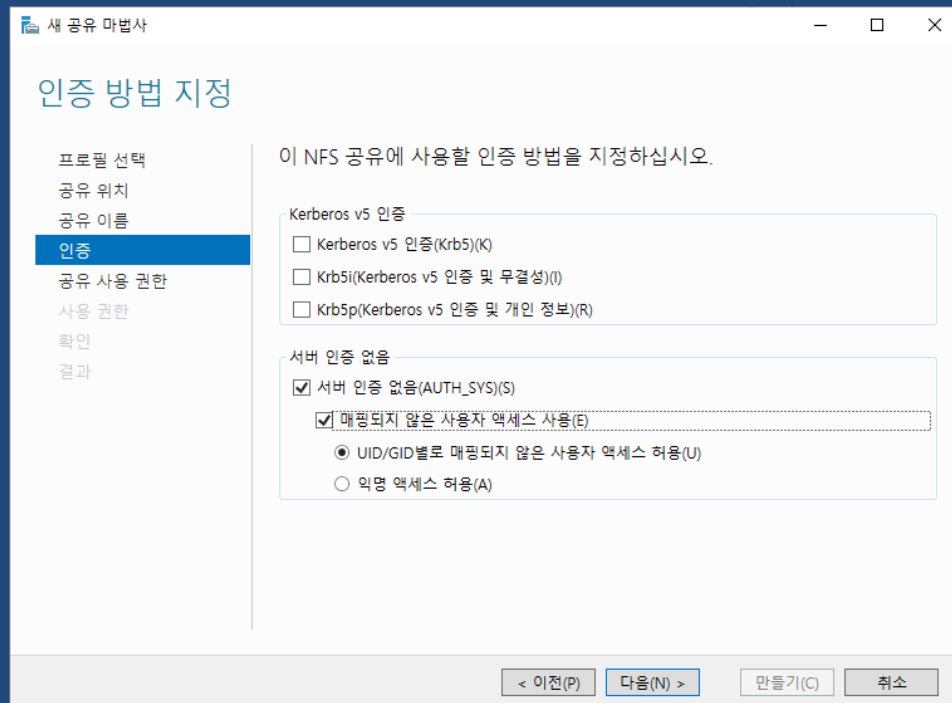 새 공유 마법사
인증 방법 지정
프로필 선택
공유 위치
공유 이름
인증
공유 사용 권한
사용 권한
확인
결과
이 NFS 공유에 사용할 인증 방법을 지정하십시오.
Kerberos v5 인증
Kerberos v5 인증(Krb5)(K)
Krb5i(Kerberos v5 인증 및 무결성)(I)
Krb5p(Kerberos v5 인증 및 개인 정보)(R)
서버 인증 없음
서버 인증 없음(AUTH_SYS)(S)
매핑되지 않은 사용자 액세스 사용(E)
UID/GID별로 매핑되지 않은 사용자 액세스 허용(U)
익명 액세스 허용(A)
< 이전(P) 다음(N) > 만들기(C) 취소